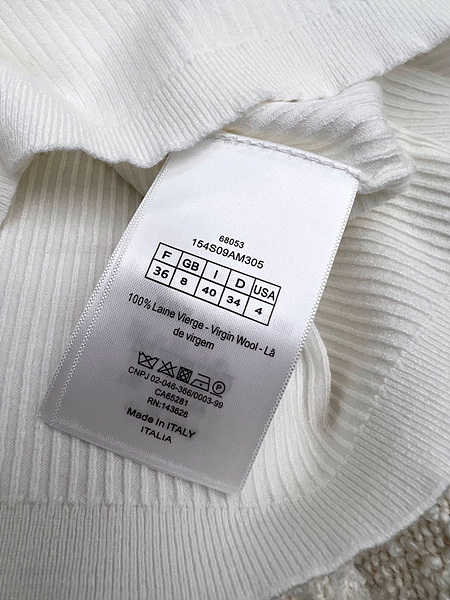 68053
154S09AM305
F GB I D USA
36 8 40 34 4
100% Laine Vierge - Virgin Wool - Lã
de virgem
P
CNPJ 02-046-366/0003-99
CA65281
RN:143628
Made in ITALY
ITALIA